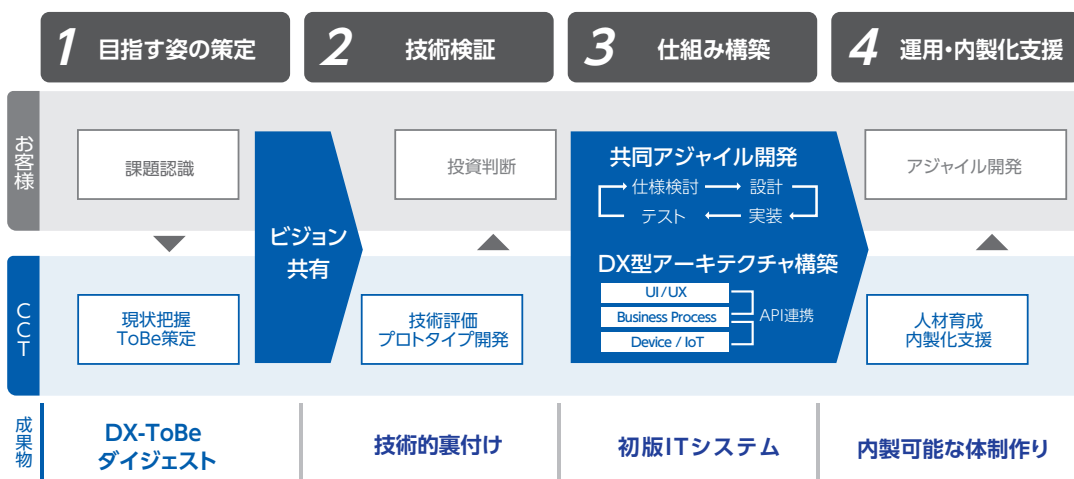 1 目指す姿の策定
2 技術検証
3 仕組み構築
4 運用・内製化支援
お客様
課題認識
投資判断
共同アジャイル開発
仕様検討
設計
テスト
実装
アジャイル開発
ビジョン
共有
DX型アーキテクチャ構築
UI/UX
Business Process
Device / IoT
API連携
CCT
現状把握
ToBe策定
技術評価
プロトタイプ開発
人材育成
内製化支援
成果物
DX-ToBe
ダイジェスト
技術的裏付け
初版ITシステム
内製可能な体制作り